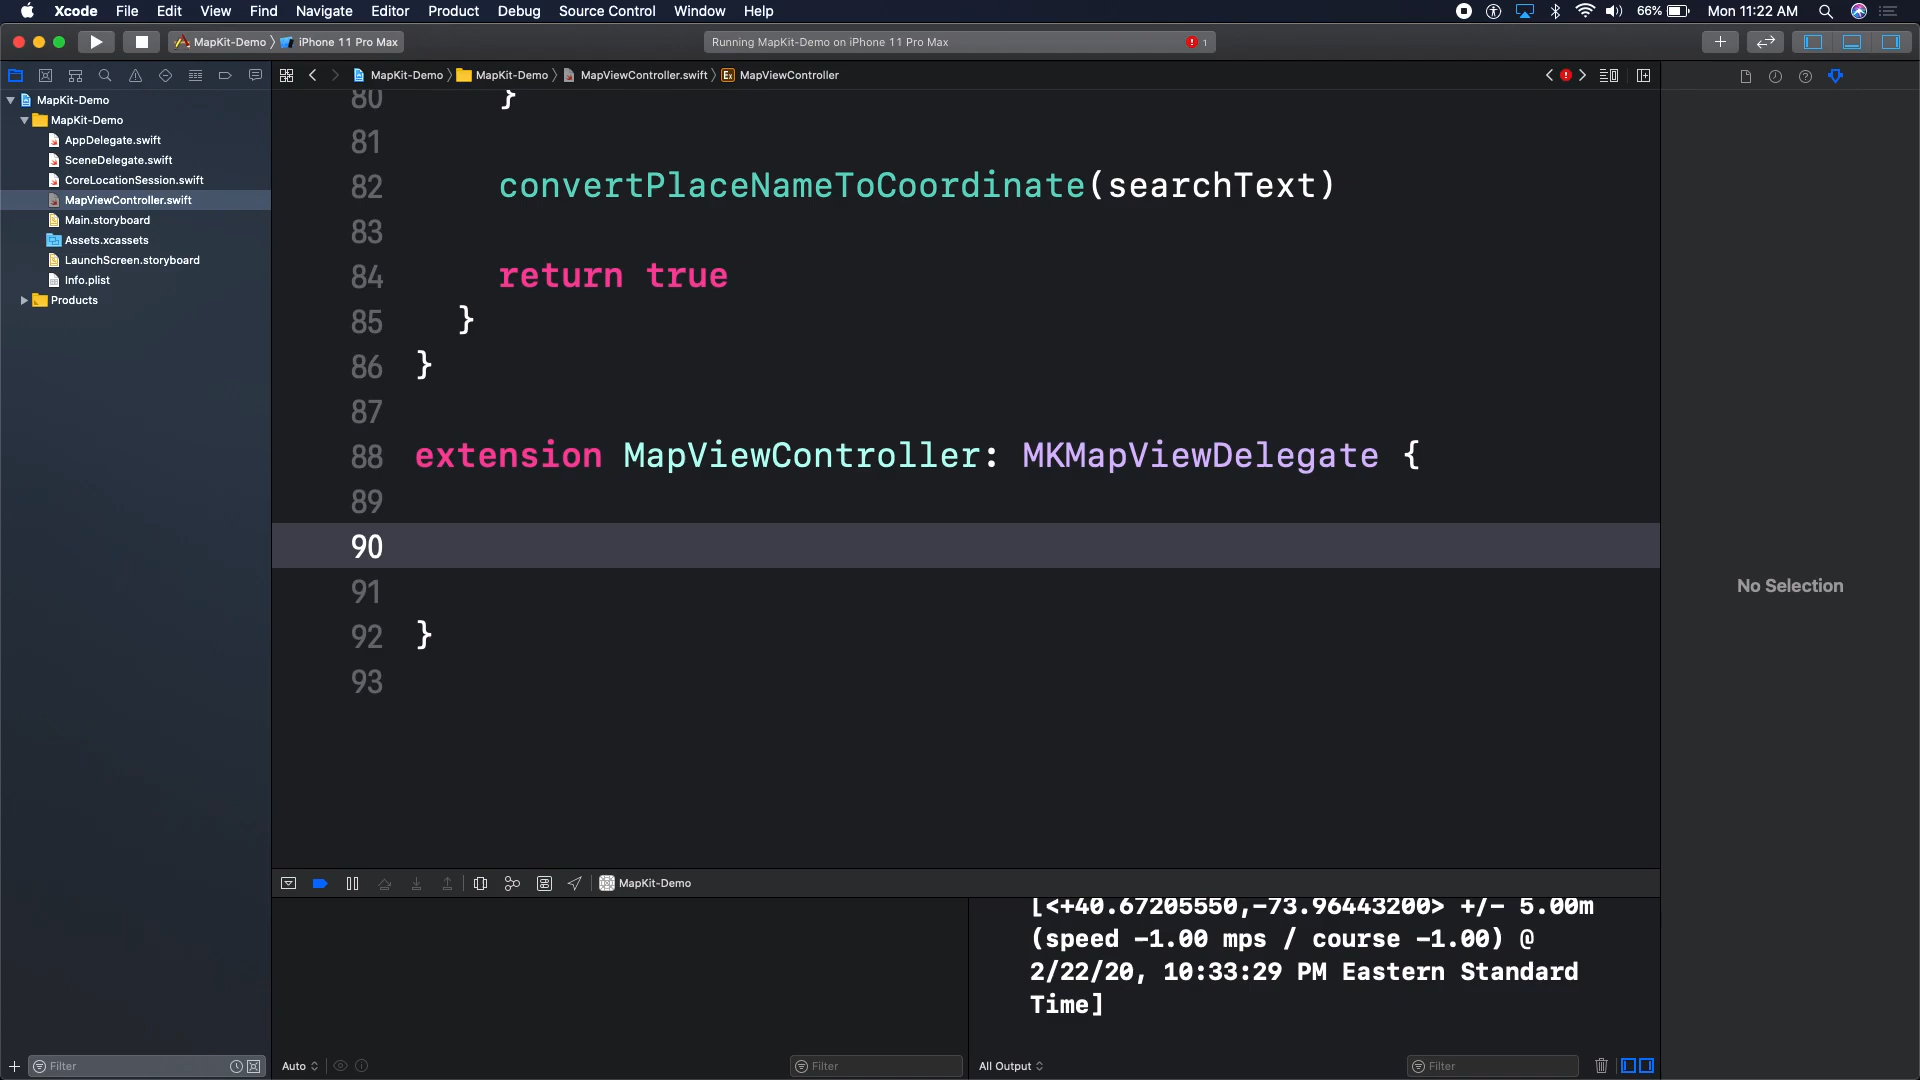 Xcode File Edit View Find Navigate Editor Product Debug Source Control Window Help 66% Mon 11:22 AM
MapKit-Demo iPhone 11 Pro Max Running MapKit-Demo on iPhone 11 Pro Max 1
MapKit-Demo MapKit-Demo MapViewController.swift Ex MapViewController
MapKit-Demo
MapKit-Demo
AppDelegate.swift
SceneDelegate.swift
CoreLocationSession.swift
MapViewController.swift
Main.storyboard
Assets.xcassets
LaunchScreen.storyboard
Info.plist
Products
80 }
81
82 convertPlaceNameToCoordinate(searchText)
83
84 return true
85 }
86 }
87
88 extension MapViewController: MKMapViewDelegate {
89
90
91
92 }
93
No Selection
MapKit-Demo
[<+40.67205550,-73.96443200> +/- 5.00m
(speed -1.00 mps / course -1.00) @
2/22/20, 10:33:29 PM Eastern Standard
Time]
Filter Auto Filter All Output Filter